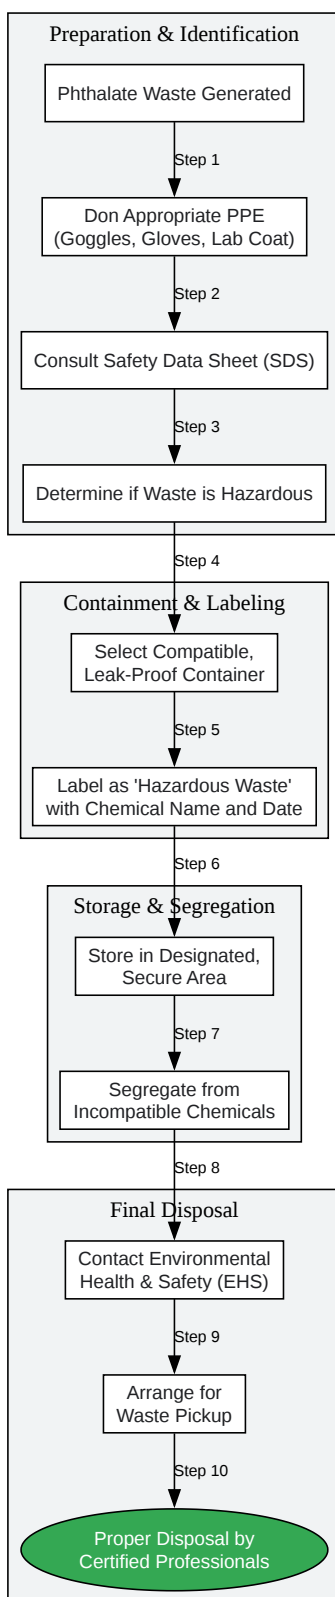 Preparation & Identification
Phthalate Waste Generated
Step 1
Don Appropriate PPE
(Goggles, Gloves, Lab Coat)
Step 2
Consult Safety Data Sheet (SDS)
Step 3
Determine if Waste is Hazardous
Step 4
Containment & Labeling
Select Compatible,
Leak-Proof Container
Step 5
Label as 'Hazardous Waste'
with Chemical Name and Date
Step 6
Storage & Segregation
Store in Designated,
Secure Area
Step 7
Segregate from
Incompatible Chemicals
Step 8
Final Disposal
Contact Environmental
Health & Safety (EHS)
Step 9
Arrange for
Waste Pickup
Step 10
Proper Disposal by
Certified Professionals